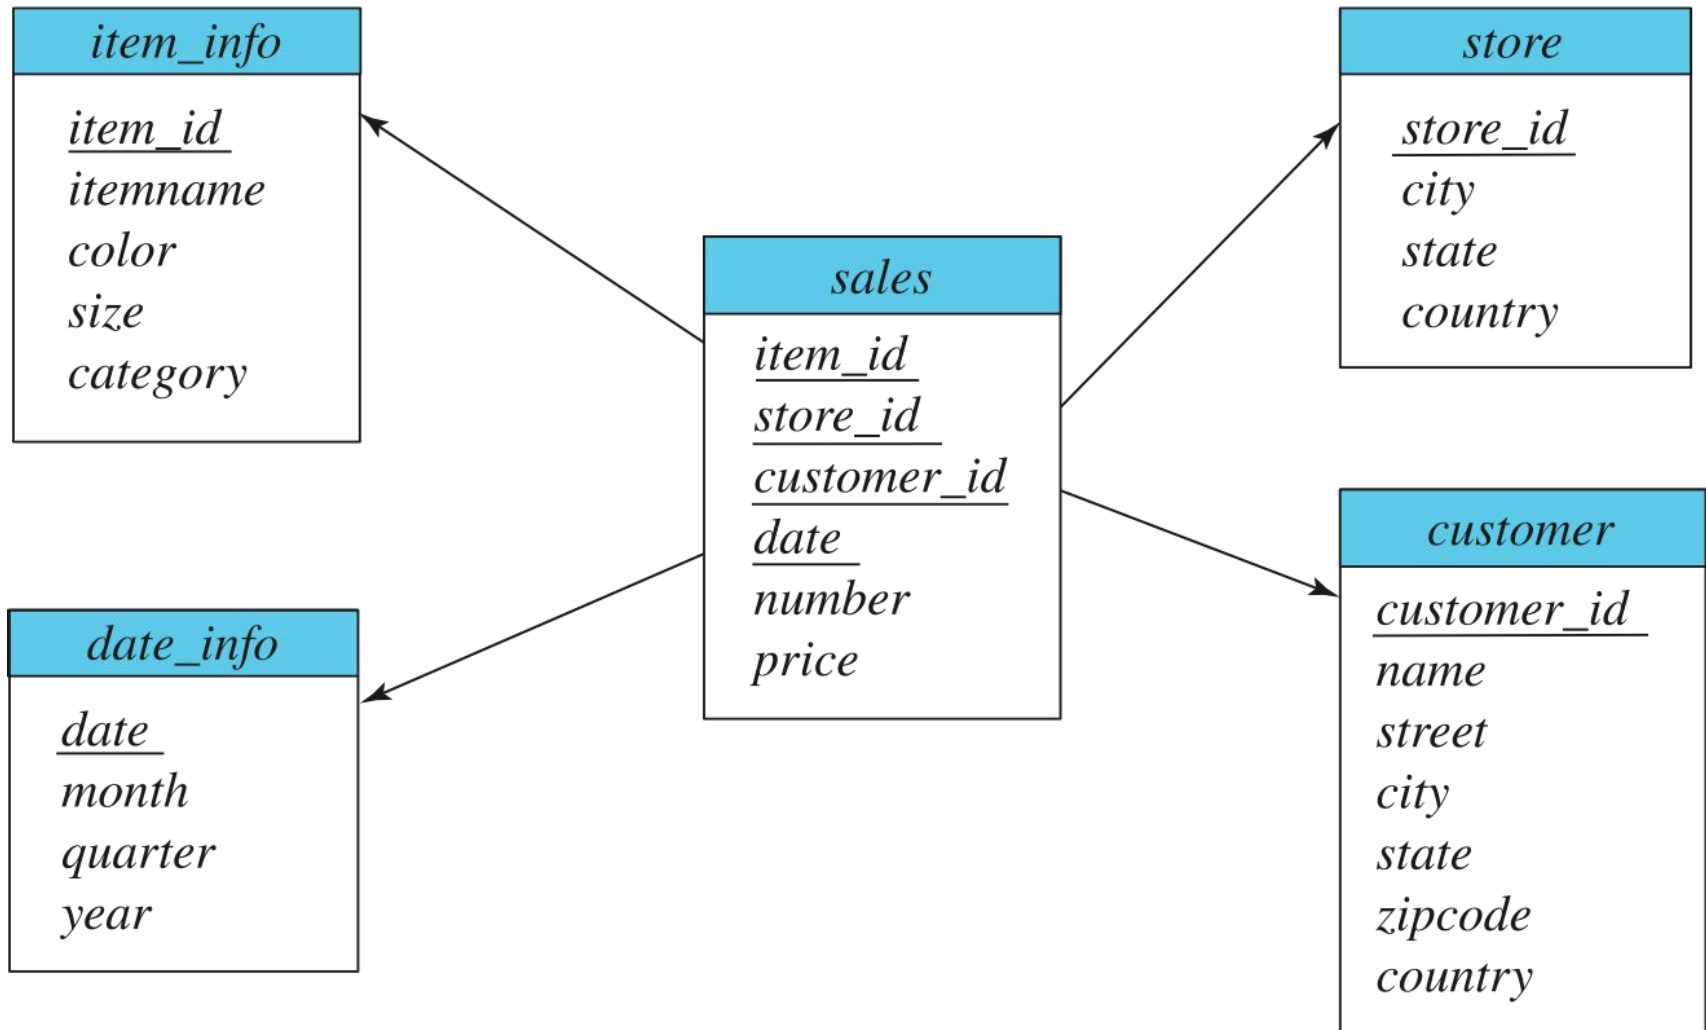 item_info
item_id
itemname
color
size
category
store
store_id
city
state
country
sales
item_id
store_id
customer_id
date
number
price
date_info
date
month
quarter
year
customer
customer_id
name
street
city
state
zipcode
country